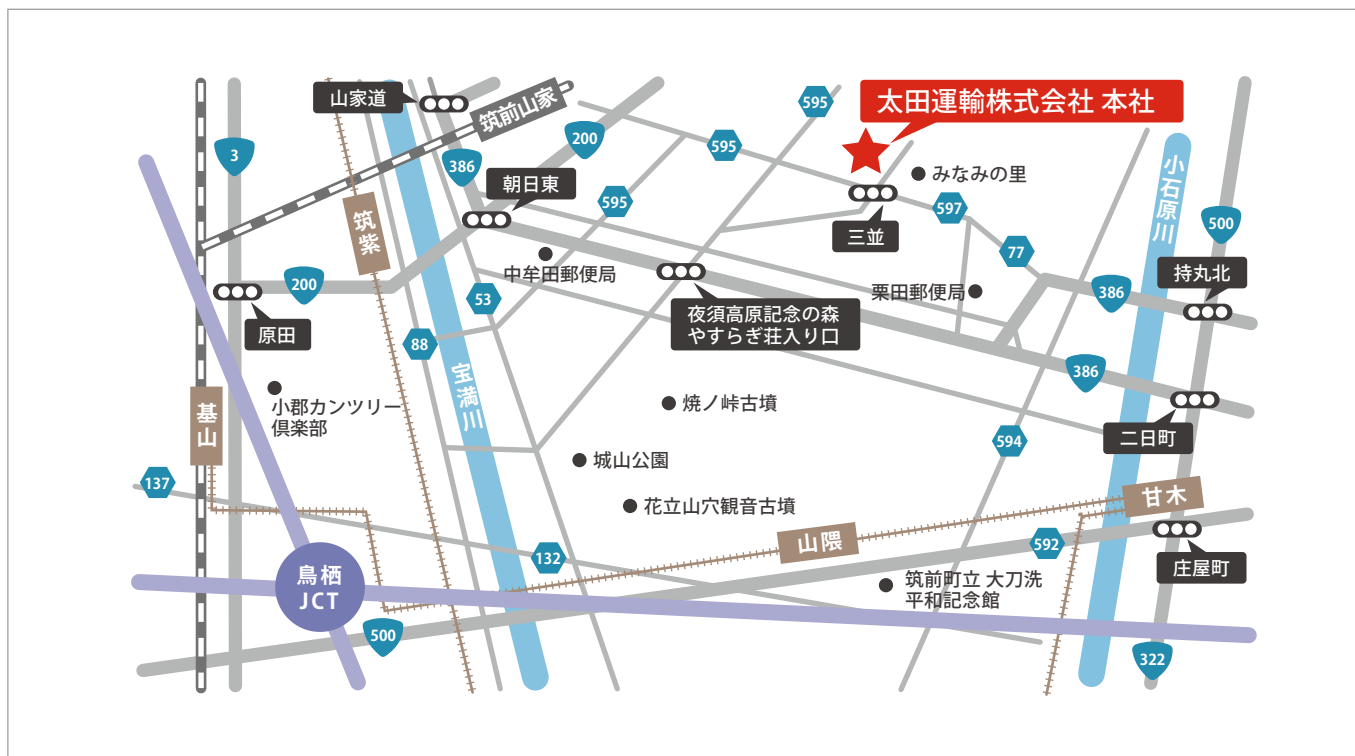 太田運輸株式会社 本社
山家道
筑前山家
595
200
3
386
595
みなみの里
小石原川
朝日東
595
597
三並
500
筑紫
77
持丸北
中牟田郵便局
200
53
栗田郵便局
386
夜須高原記念の森
やすらぎ荘入り口
原田
88
宝満川
386
小郡カンツリー
倶楽部
基山
焼ノ峠古墳
二日町
594
城山公園
137
花立山穴観音古墳
甘木
山隈
592
132
庄屋町
鳥栖
JCT
筑前町立 大刀洗
平和記念館
500
322